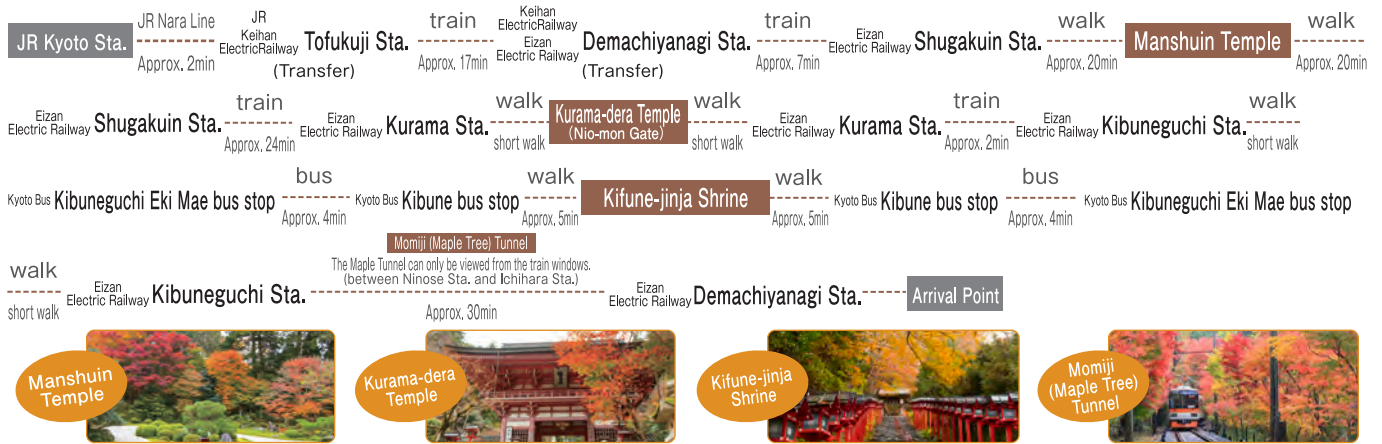 JR Kyoto Sta.
JR Nara Line
Approx. 2min
JR
Keihan
ElectricRailway
Tofukuji Sta.
(Transfer)
train
Approx. 17min
Keihan
ElectricRailway
Eizan
Electric Railway
Demachiyanagi Sta.
(Transfer)
train
Approx. 7min
Eizan
Electric Railway
Shugakuin Sta.
walk
Approx. 20min
Manshuin Temple
walk
Approx. 20min
Eizan
Electric Railway
Shugakuin Sta.
train
Approx. 24min
Eizan
Electric Railway
Kurama Sta.
walk
short walk
Kurama-dera Temple
(Nio-mon Gate)
walk
short walk
Eizan
Electric Railway
Kurama Sta.
train
Approx. 2min
Eizan
Electric Railway
Kibuneguchi Sta.
walk
short walk
Kyoto Bus Kibuneguchi Eki Mae bus stop
bus
Approx. 4min
Kyoto Bus Kibune bus stop
walk
Approx. 5min
Kifune-jinja Shrine
walk
Approx. 5min
Kyoto Bus Kibune bus stop
bus
Approx. 4min
Kyoto Bus Kibuneguchi Eki Mae bus stop
walk
short walk
Eizan
Electric Railway
Kibuneguchi Sta.
Momiji (Maple Tree) Tunnel
The Maple Tunnel can only be viewed from the train windows.
(between Ninose Sta. and Ichihara Sta.)
Approx. 30min
Eizan
Electric Railway
Demachiyanagi Sta.
Arrival Point
Manshuin
Temple
Kurama-dera
Temple
Kifune-jinja
Shrine
Momiji
(Maple Tree)
Tunnel